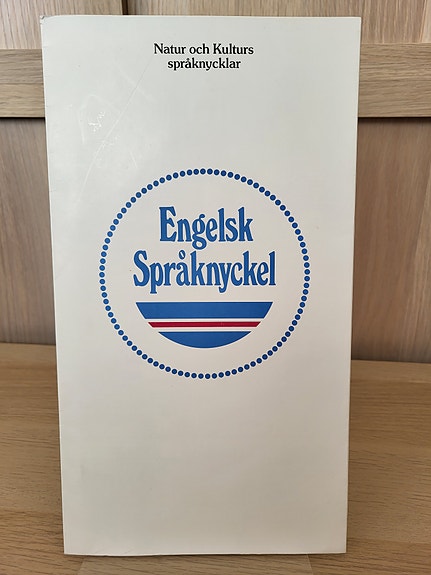 Natur och Kulturs
språknycklar
Engelsk
Språknyckel